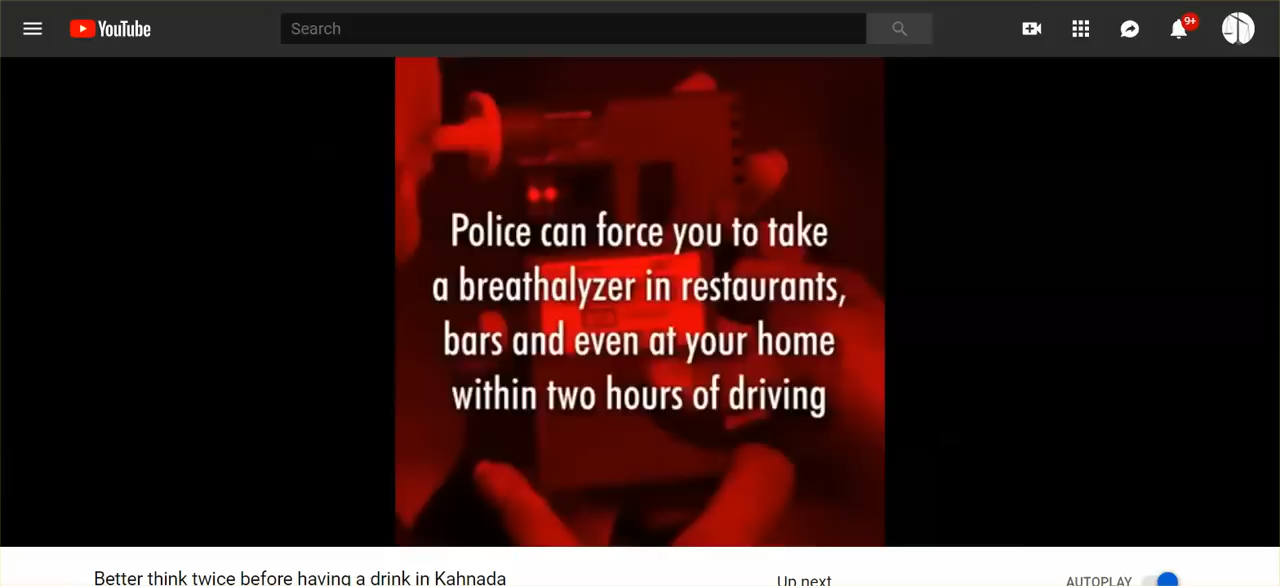 YouTube
Search
9+
Police can force you to take
a breathalyzer in restaurants,
bars and even at your home
within two hours of driving
Better think twice before having a drink in Kahnada
Up next
AUTOPLAY